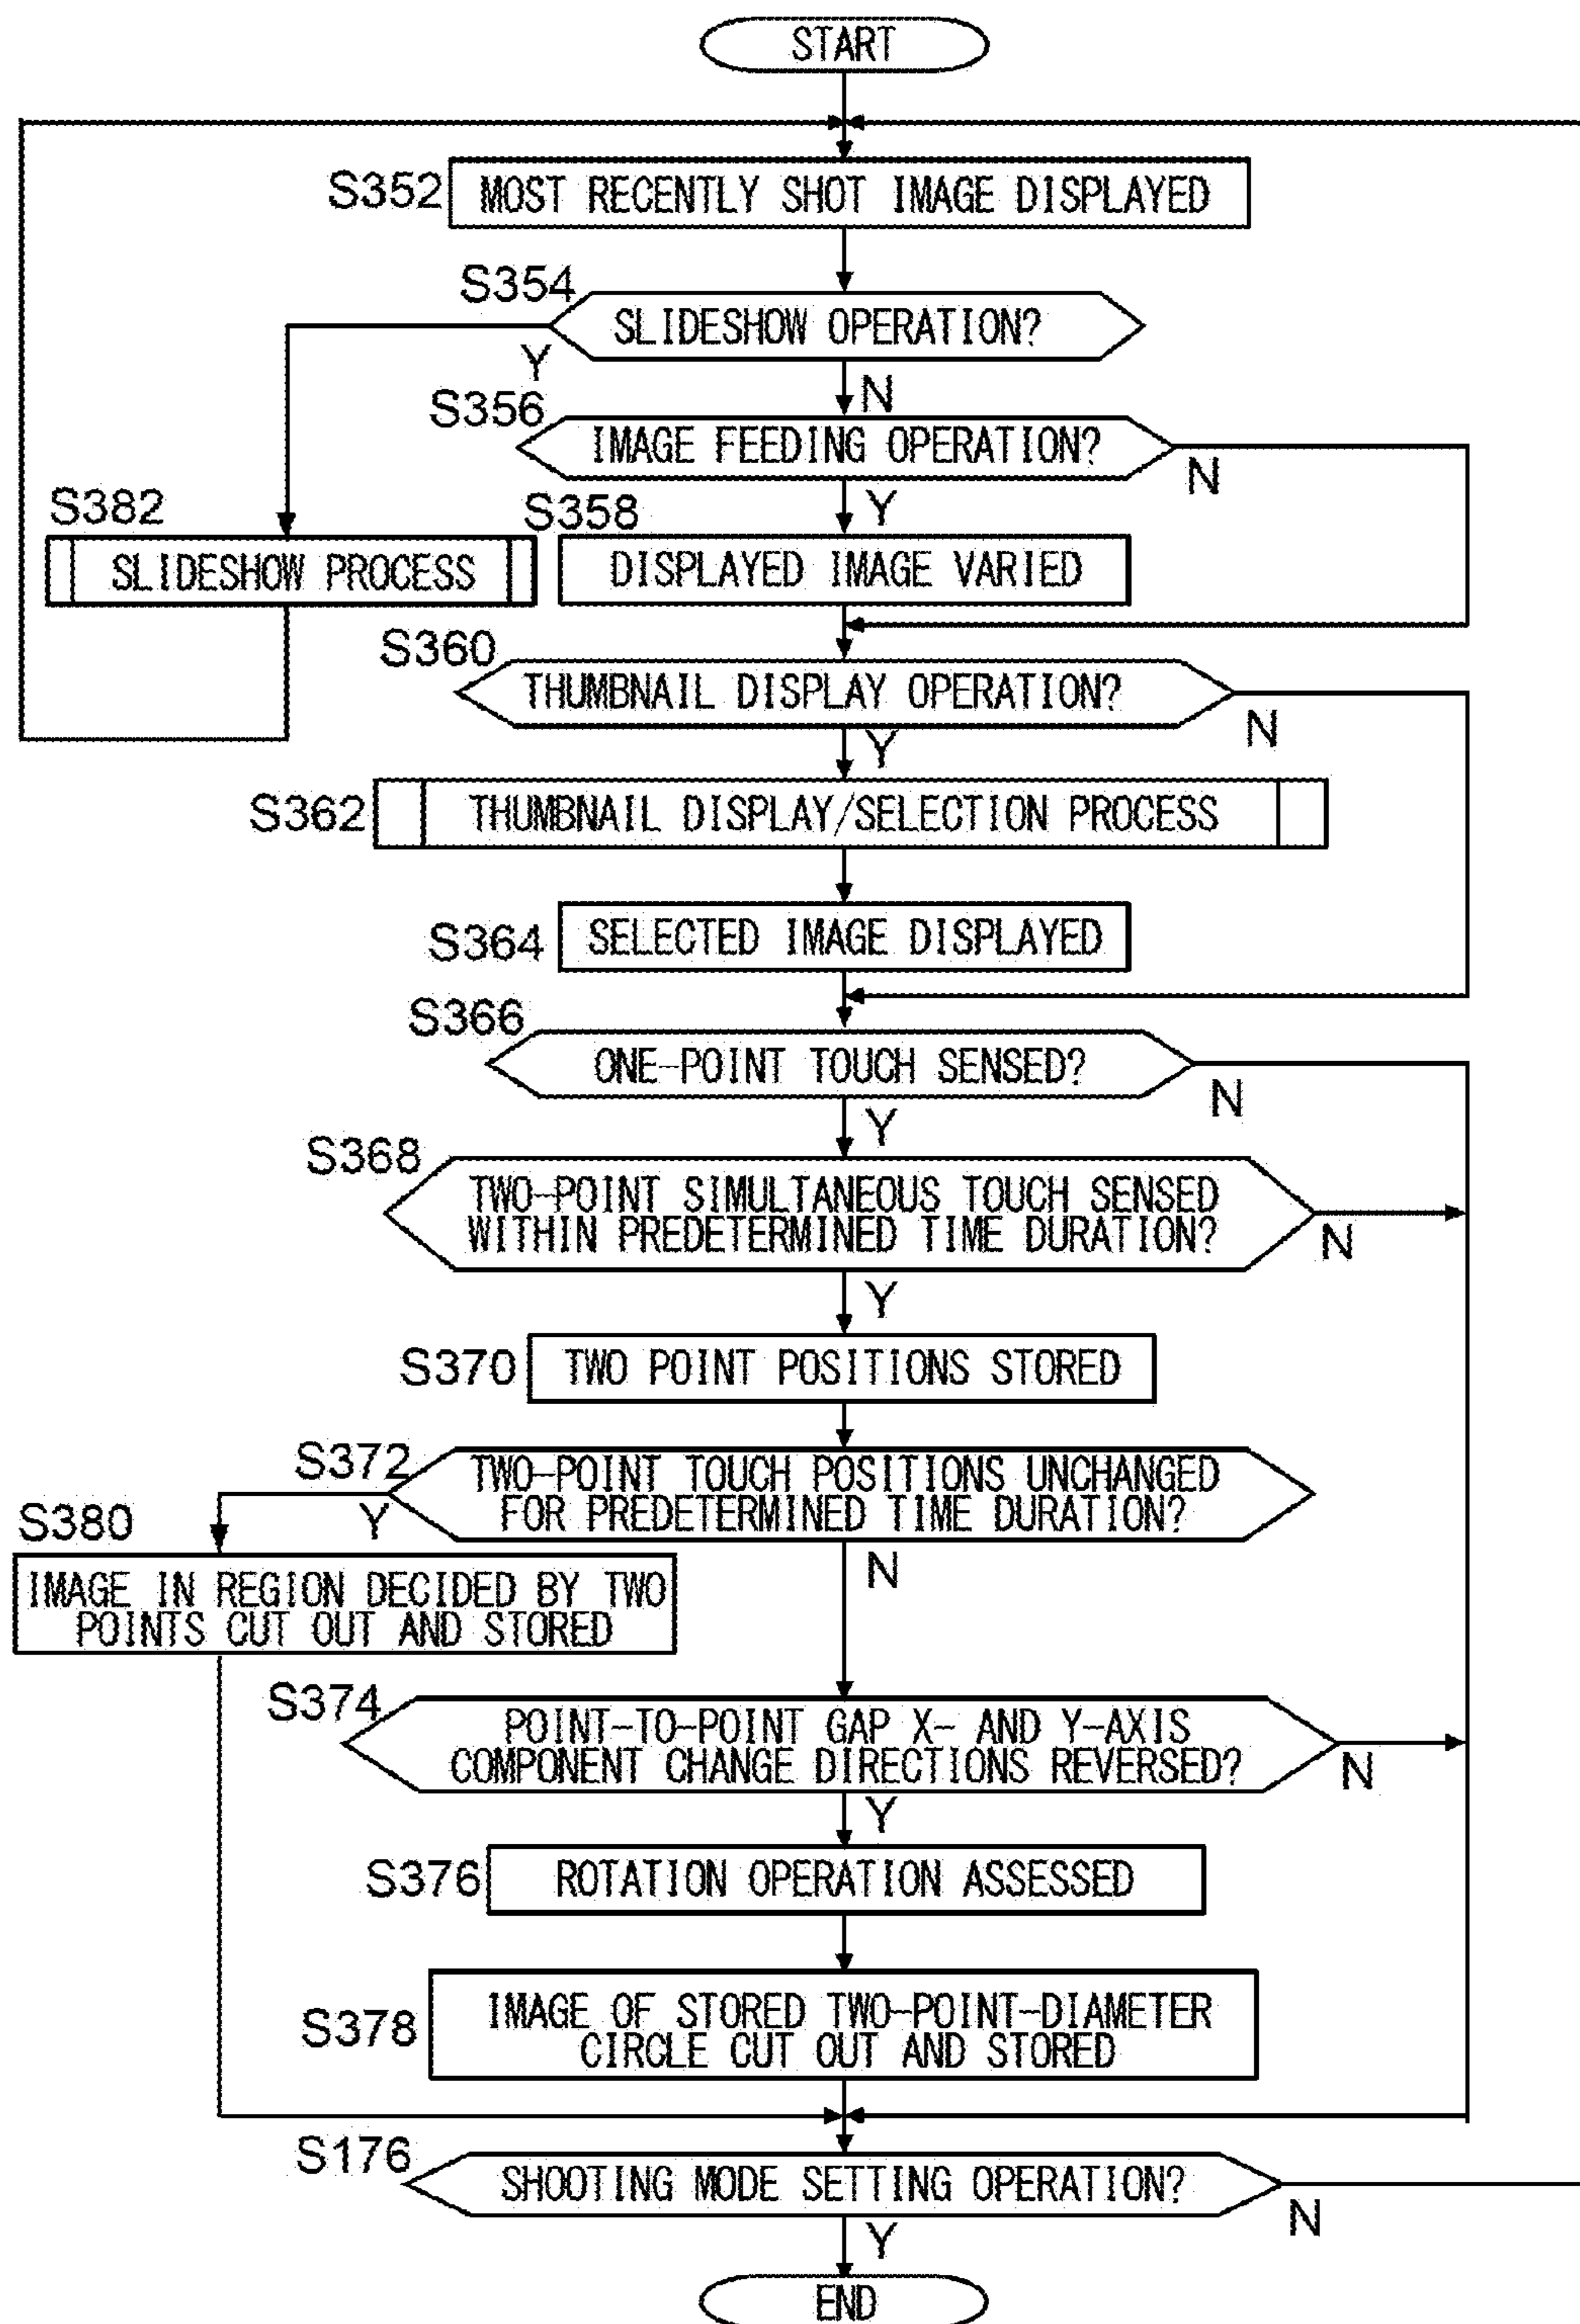 START
S352
MOST RECENTLY SHOT IMAGE DISPLAYED
S354
SLIDESHOW OPERATION?
Y
N
S356
IMAGE FEEDING OPERATION?
N
Y
S382
SLIDESHOW PROCESS
S358
DISPLAYED IMAGE VARIED
S360
THUMBNAIL DISPLAY OPERATION?
N
Y
S362
THUMBNAIL DISPLAY/SELECTION PROCESS
S364
SELECTED IMAGE DISPLAYED
S366
ONE-POINT TOUCH SENSED?
N
Y
S368
TWO-POINT SIMULTANEOUS TOUCH SENSED
WITHIN PREDETERMINED TIME DURATION?
N
Y
S370
TWO POINT POSITIONS STORED
S372
TWO-POINT TOUCH POSITIONS UNCHANGED
FOR PREDETERMINED TIME DURATION?
Y
N
S380
IMAGE IN REGION DECIDED BY TWO
POINTS CUT OUT AND STORED
S374
POINT-TO-POINT GAP X- AND Y-AXIS
COMPONENT CHANGE DIRECTIONS REVERSED?
N
Y
S376
ROTATION OPERATION ASSESSED
S378
IMAGE OF STORED TWO-POINT-DIAMETER
CIRCLE CUT OUT AND STORED
S176
SHOOTING MODE SETTING OPERATION?
N
Y
END